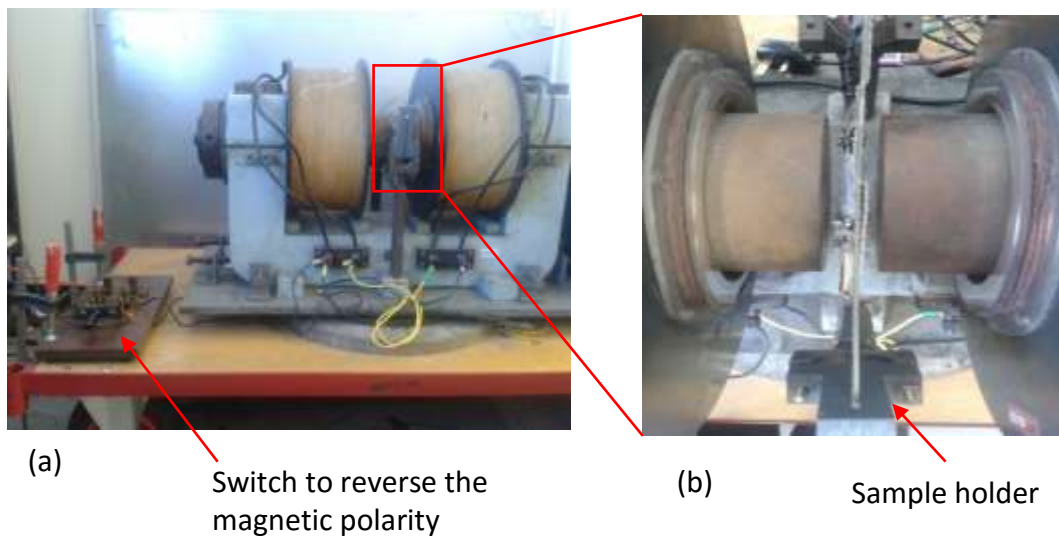 (a)
Switch to reverse the
magnetic polarity
(b)
Sample holder